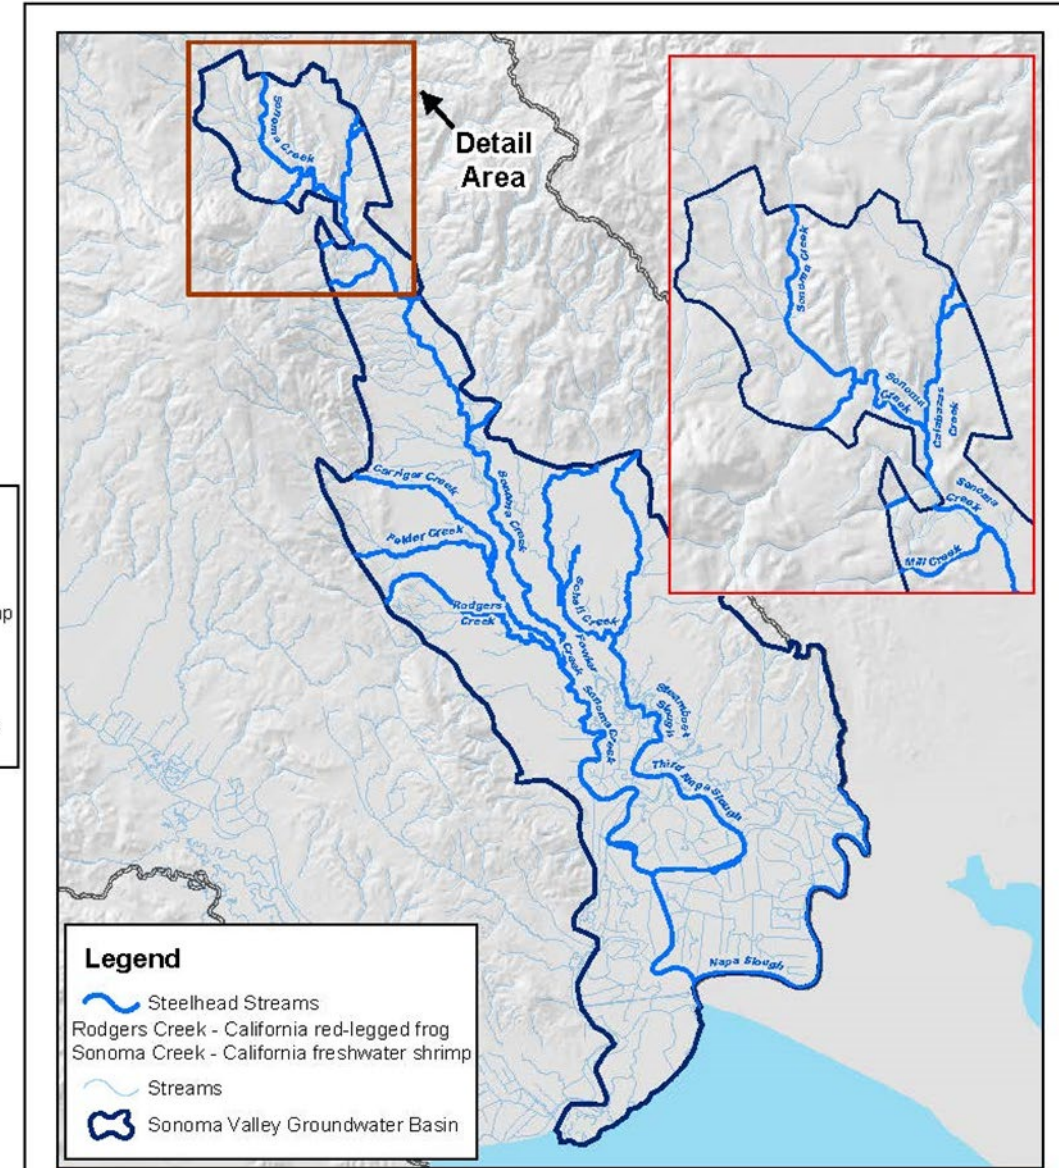 Detail
Area
Sonoma Creek
Sonoma Creek
Sonoma
Creek
Calabazas
Creek
Sonoma
Creek
Mill Creek
Carriger Creek
Sonoma Creek
Felder Creek
Rodgers
Creek
Schell Creek
Fowler
Creek
Sonoma Creek
Steamboat
Slough
Third Napa Slough
Napa Slough
Legend
Steelhead Streams
Rodgers Creek - California red-legged frog
Sonoma Creek - California freshwater shrimp
Streams
Sonoma Valley Groundwater Basin